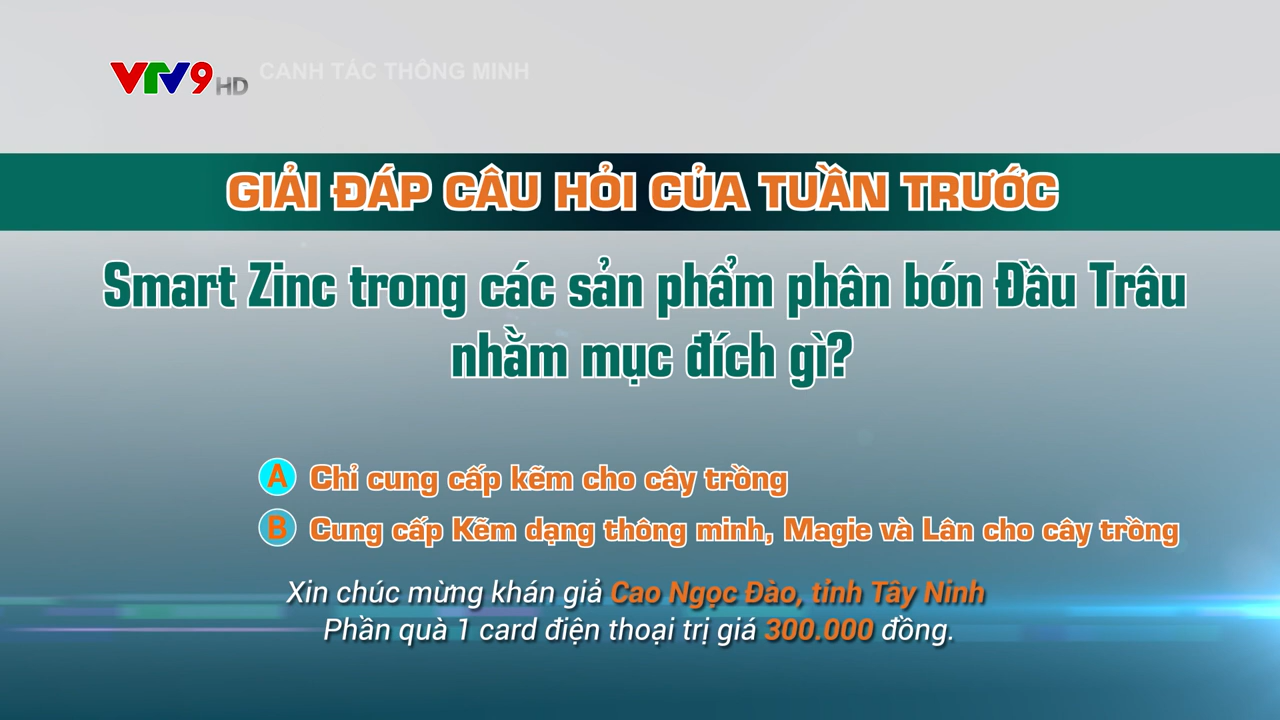 VTV9 HD CANH TÁC THÔNG MINH
GIẢI ĐÁP CÂU HỎI CỦA TUẦN TRƯỚC
Smart Zinc trong các sản phẩm phân bón Đầu Trâu
nhằm mục đích gì?
A Chỉ cung cấp kẽm cho cây trồng
B Cung cấp Kẽm dạng thông minh, Magie và Lân cho cây trồng
Xin chúc mừng khán giả Cao Ngọc Đào, tỉnh Tây Ninh
Phần quà 1 card điện thoại trị giá 300.000 đồng.